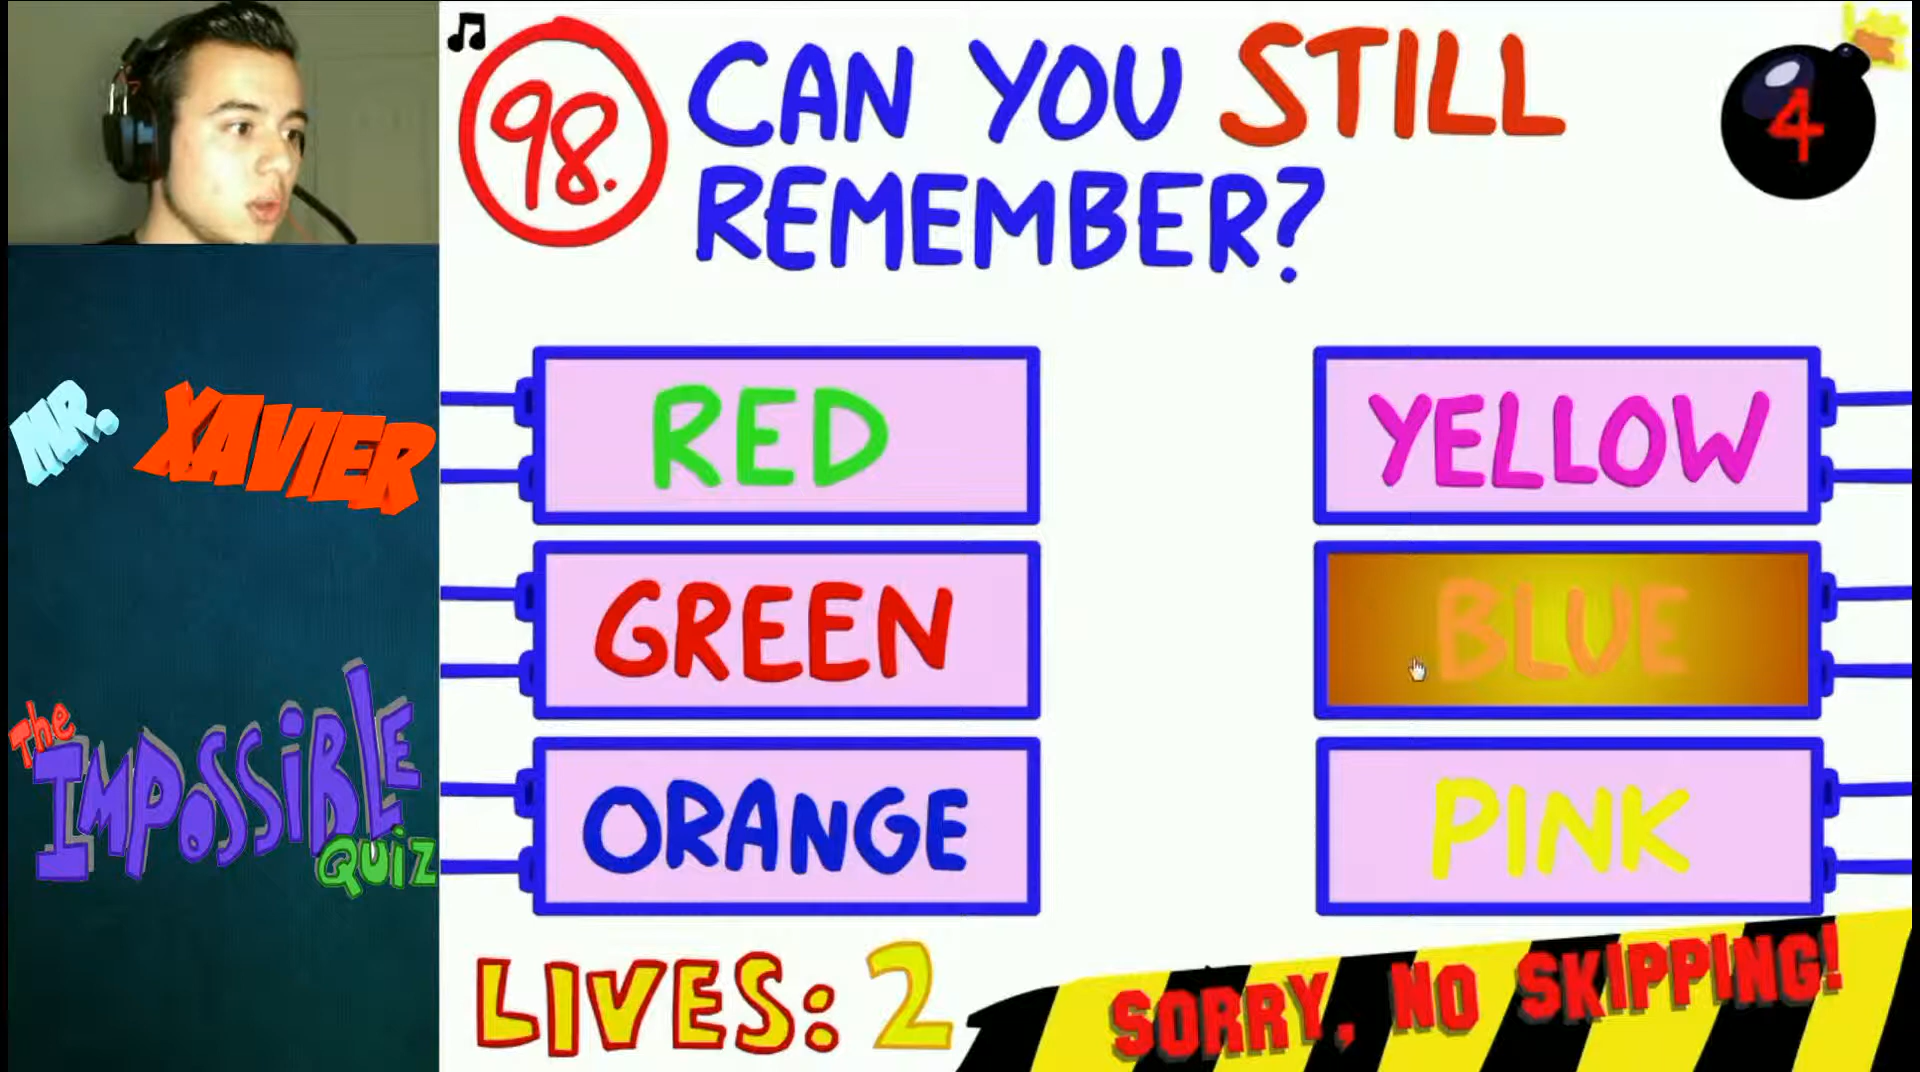 98. CAN YOU STILL
REMEMBER?
4
RED
YELLOW
GREEN
BLUE
ORANGE
PINK
LIVES: 2
SORRY, NO SKIPPING!
MR. XAVIER
The
IMPOSSIBLE
QUIZ